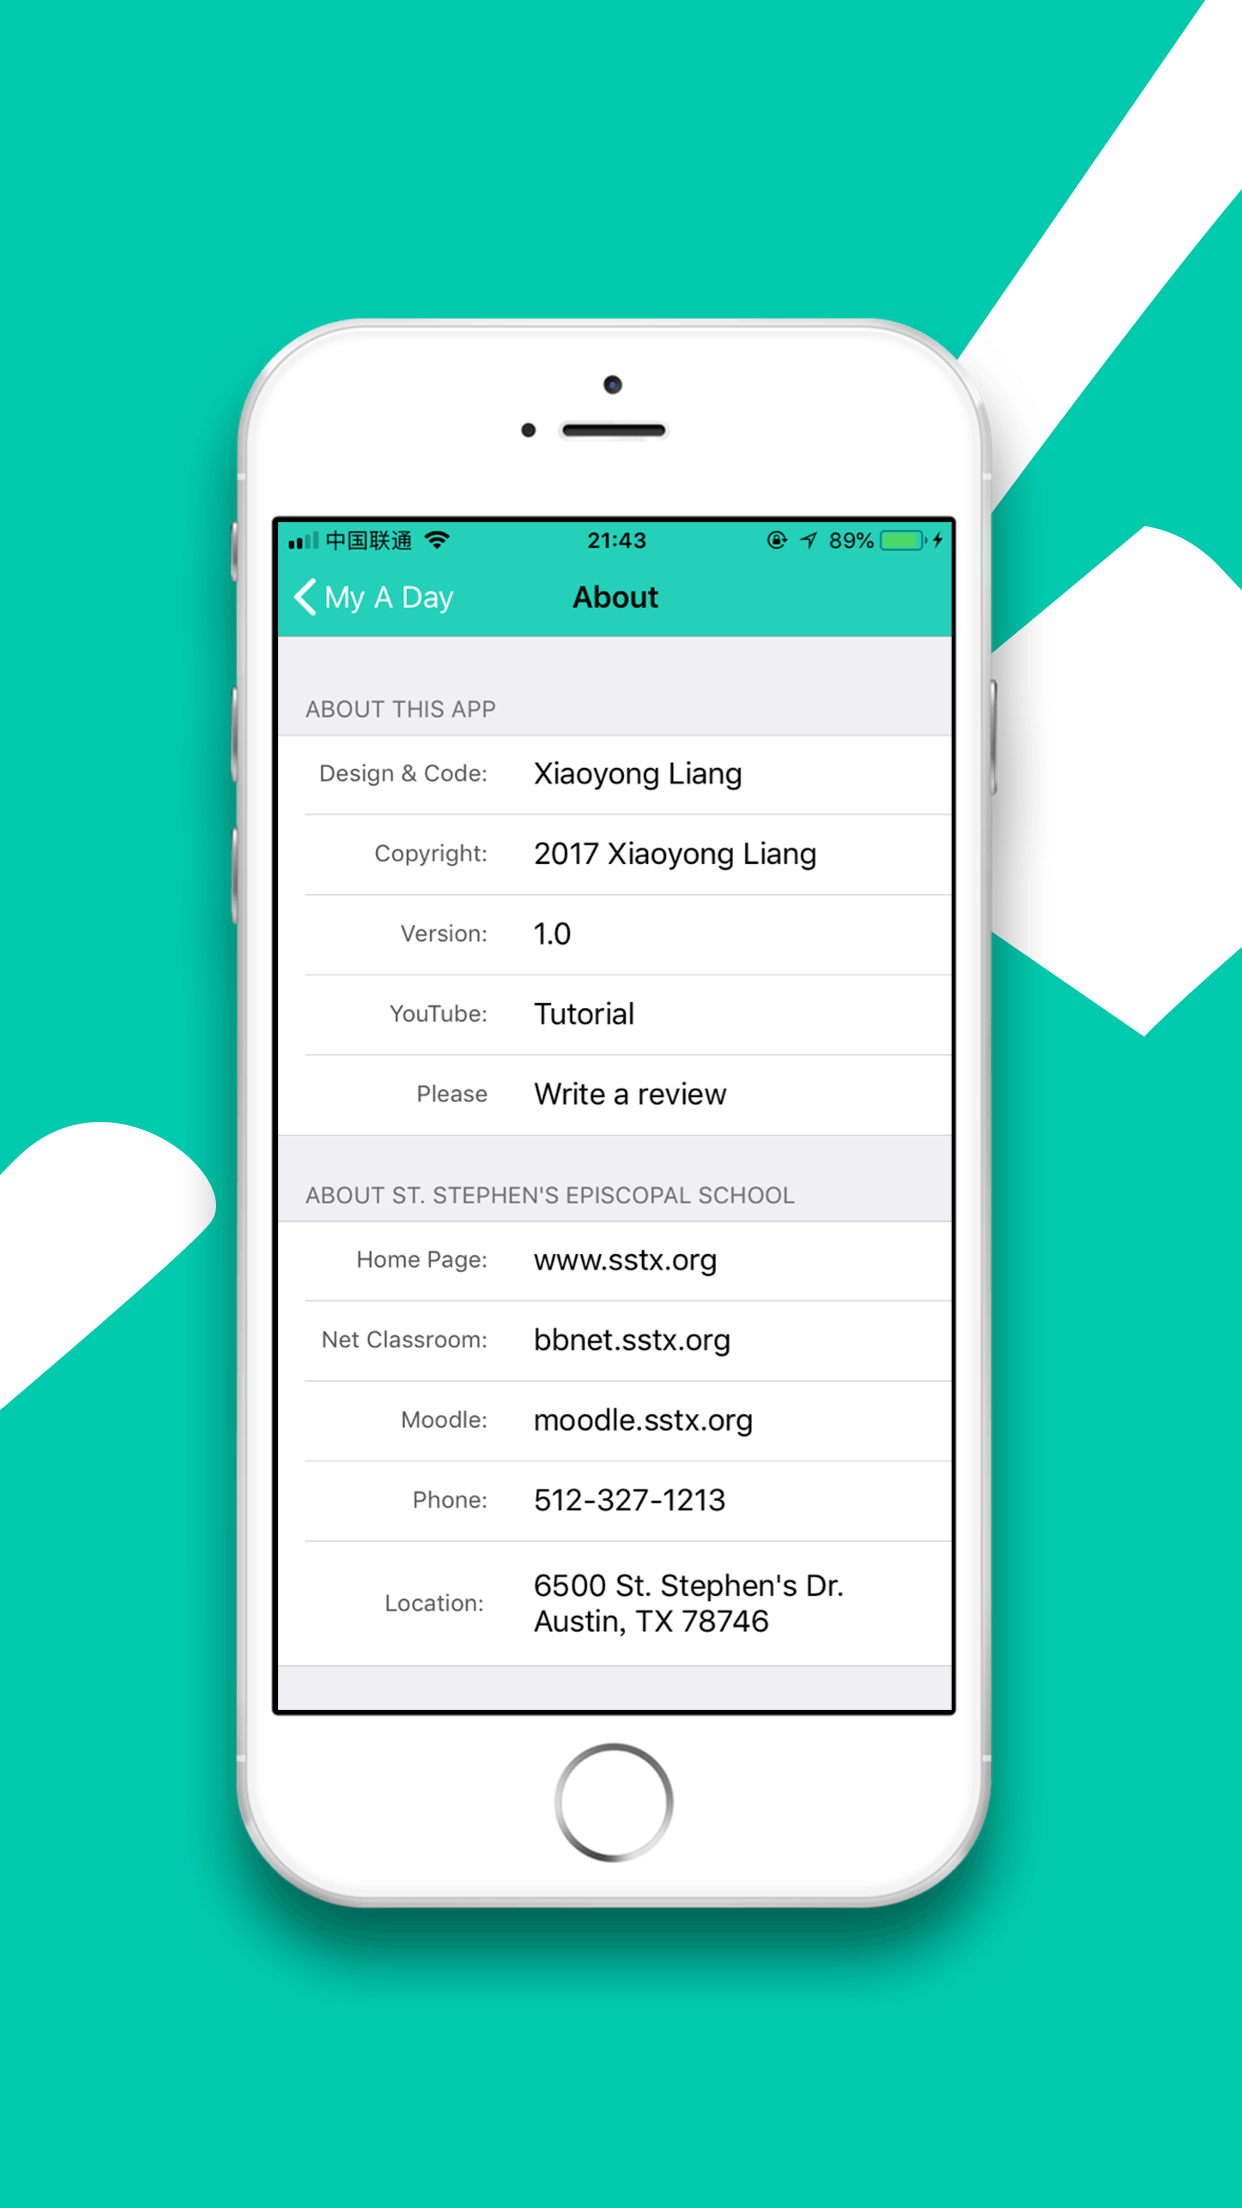 中国联通
21:43
89%
My A Day
About
ABOUT THIS APP
Design & Code: Xiaoyong Liang
Copyright: 2017 Xiaoyong Liang
Version: 1.0
YouTube: Tutorial
Please Write a review
ABOUT ST. STEPHEN'S EPISCOPAL SCHOOL
Home Page: www.sstx.org
Net Classroom: bbnet.sstx.org
Moodle: moodle.sstx.org
Phone: 512-327-1213
Location: 6500 St. Stephen's Dr.
Austin, TX 78746